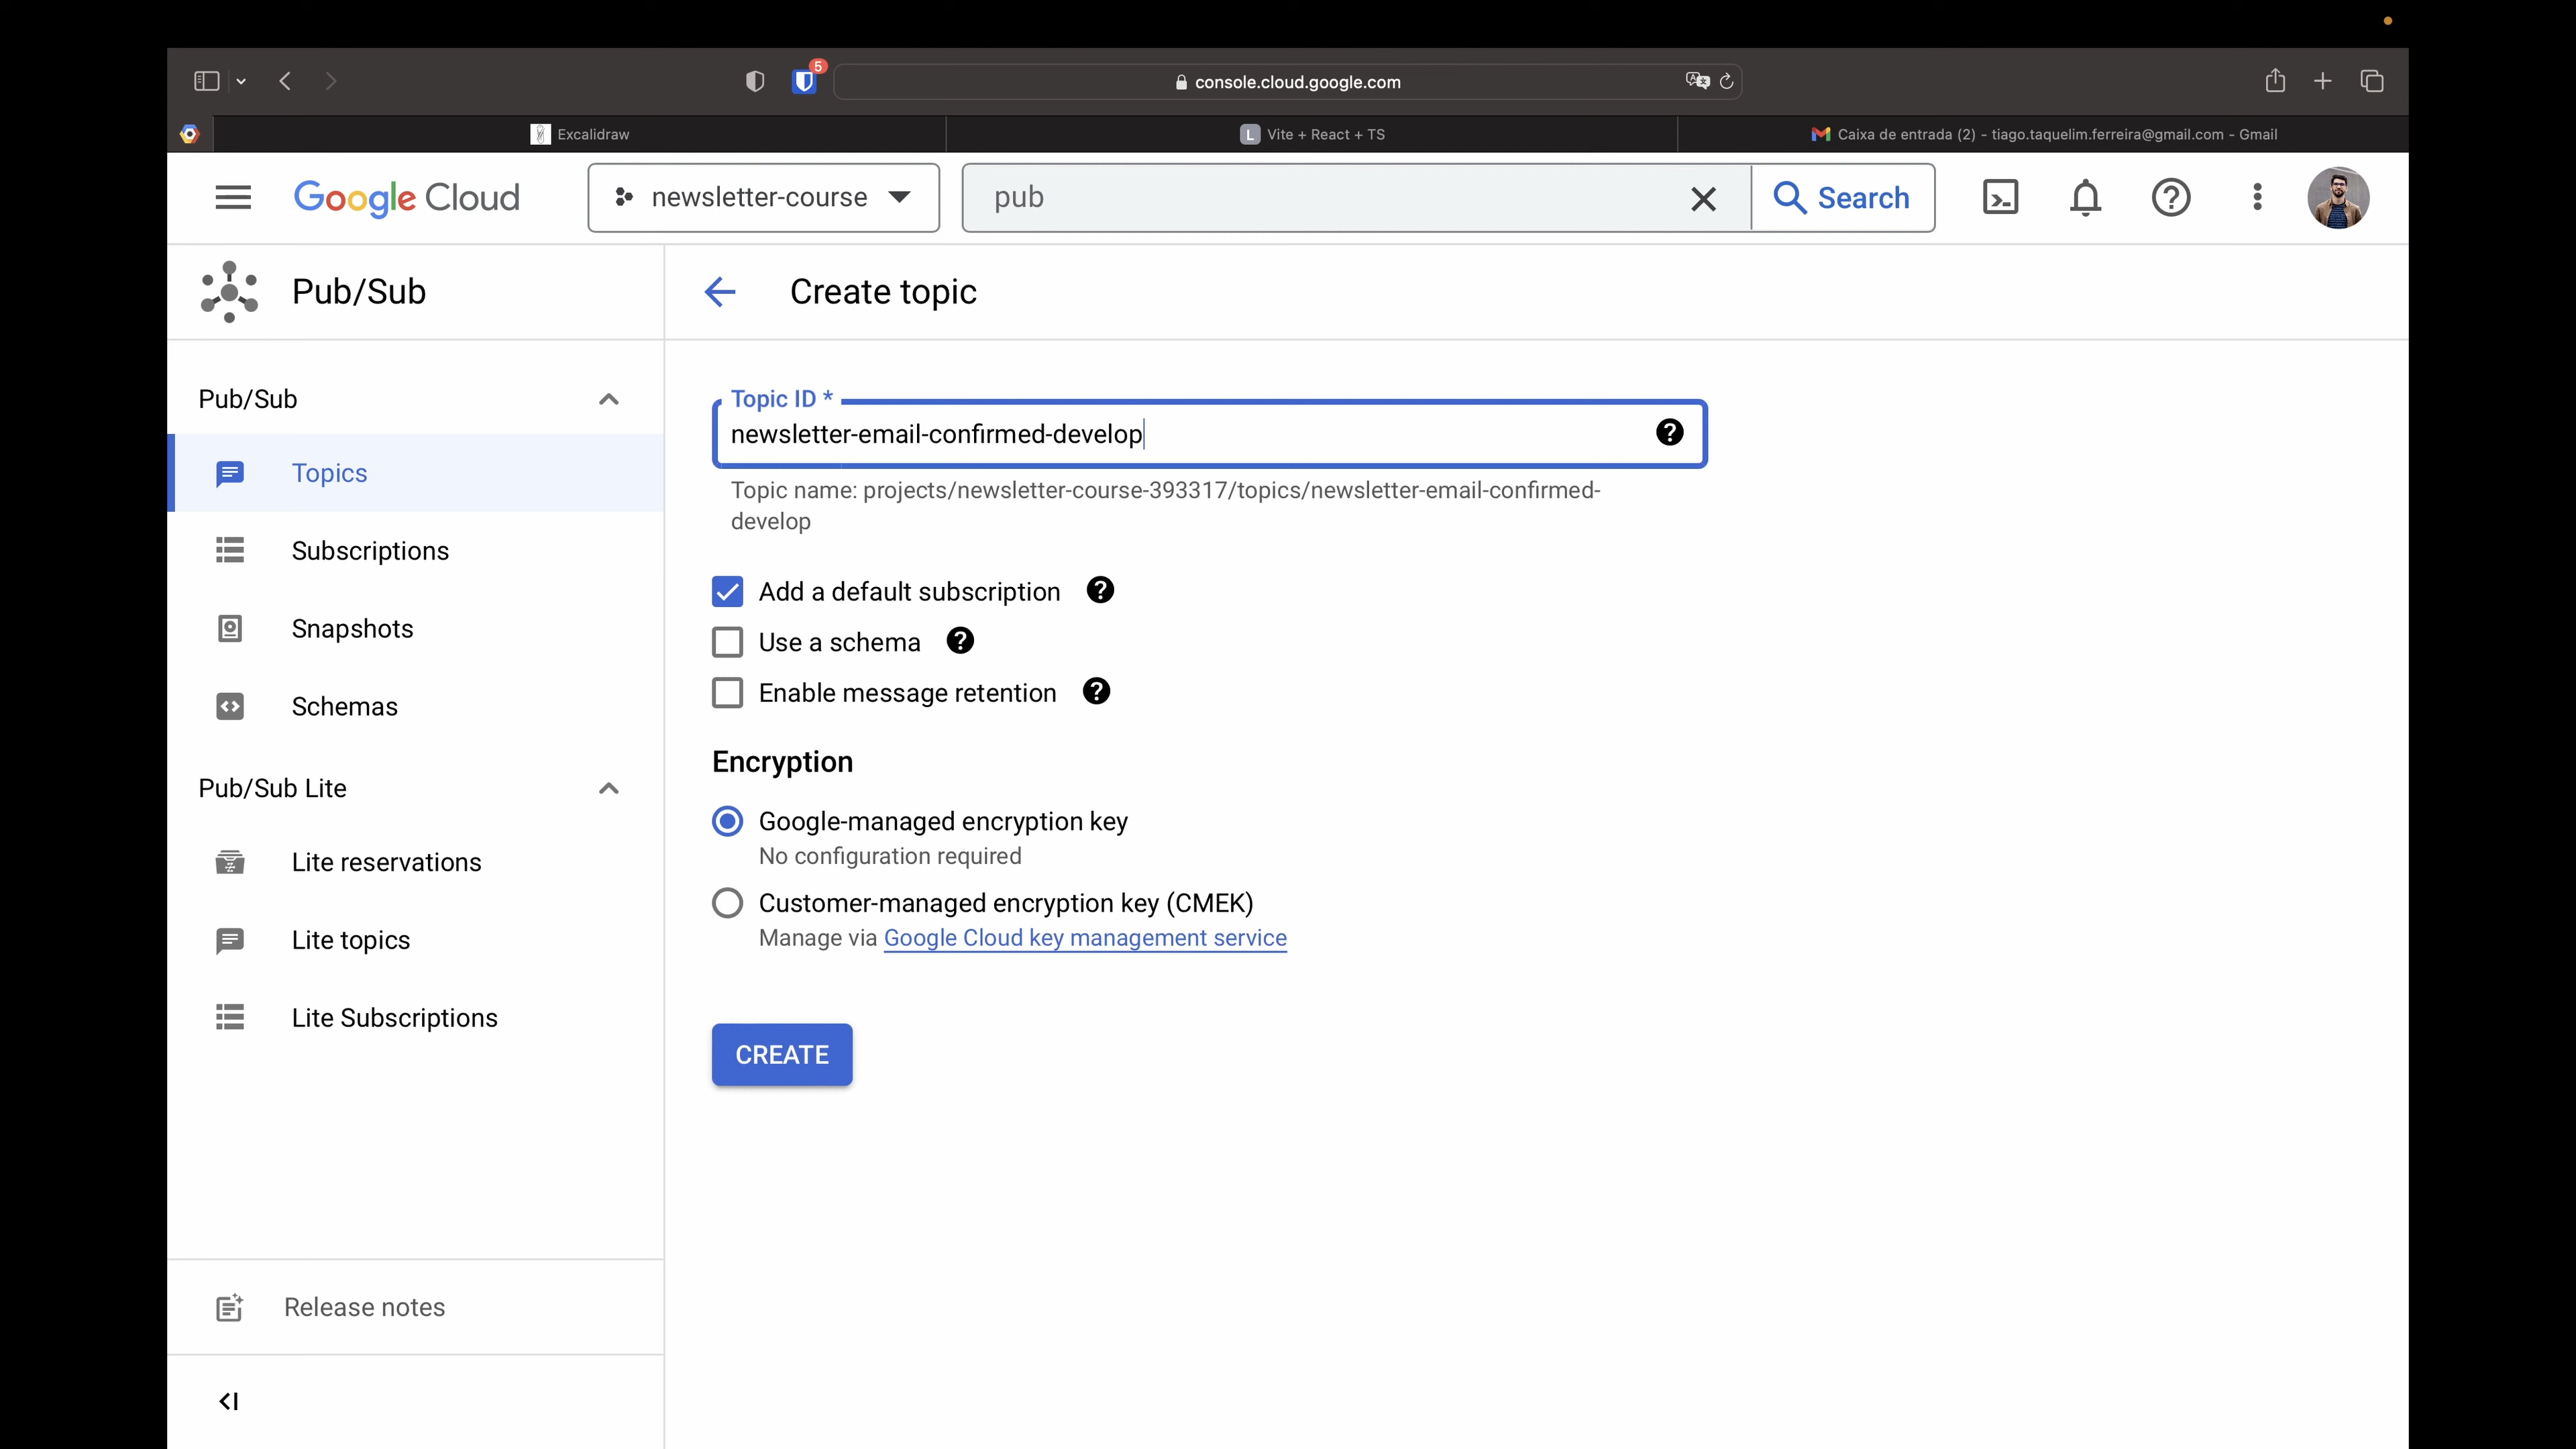 5
console.cloud.google.com
Excalidraw
L Vite + React + TS
Caixa de entrada (2) - tiago.taquelim.ferreira@gmail.com - Gmail
Google Cloud
newsletter-course
pub
Search
Pub/Sub
Create topic
Pub/Sub
Topics
Subscriptions
Snapshots
Schemas
Pub/Sub Lite
Lite reservations
Lite topics
Lite Subscriptions
Release notes
Topic ID *
newsletter-email-confirmed-develop
Topic name: projects/newsletter-course-393317/topics/newsletter-email-confirmed-
develop
Add a default subscription
Use a schema
Enable message retention
Encryption
Google-managed encryption key
No configuration required
Customer-managed encryption key (CMEK)
Manage via Google Cloud key management service
CREATE